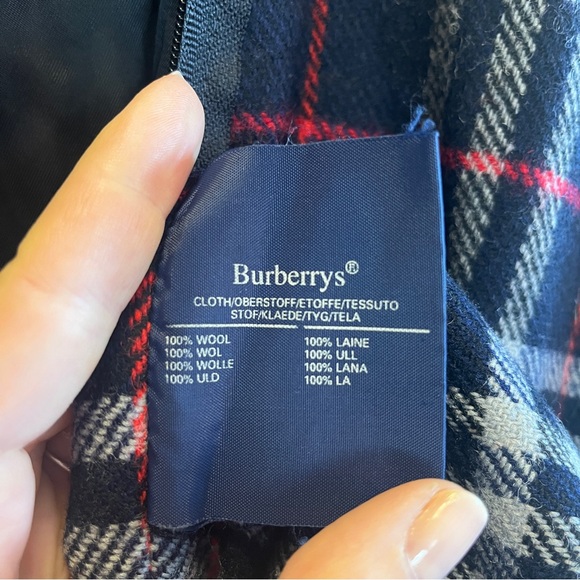 Burberrys®
CLOTH/OBERSTOFF/ETOFFE/TESSUTO
STOF/KLAEDE/TYG/TELA
100% WOOL
100% WOL
100% WOLLE
100% ULD
100% LAINE
100% ULL
100% LANA
100% LA